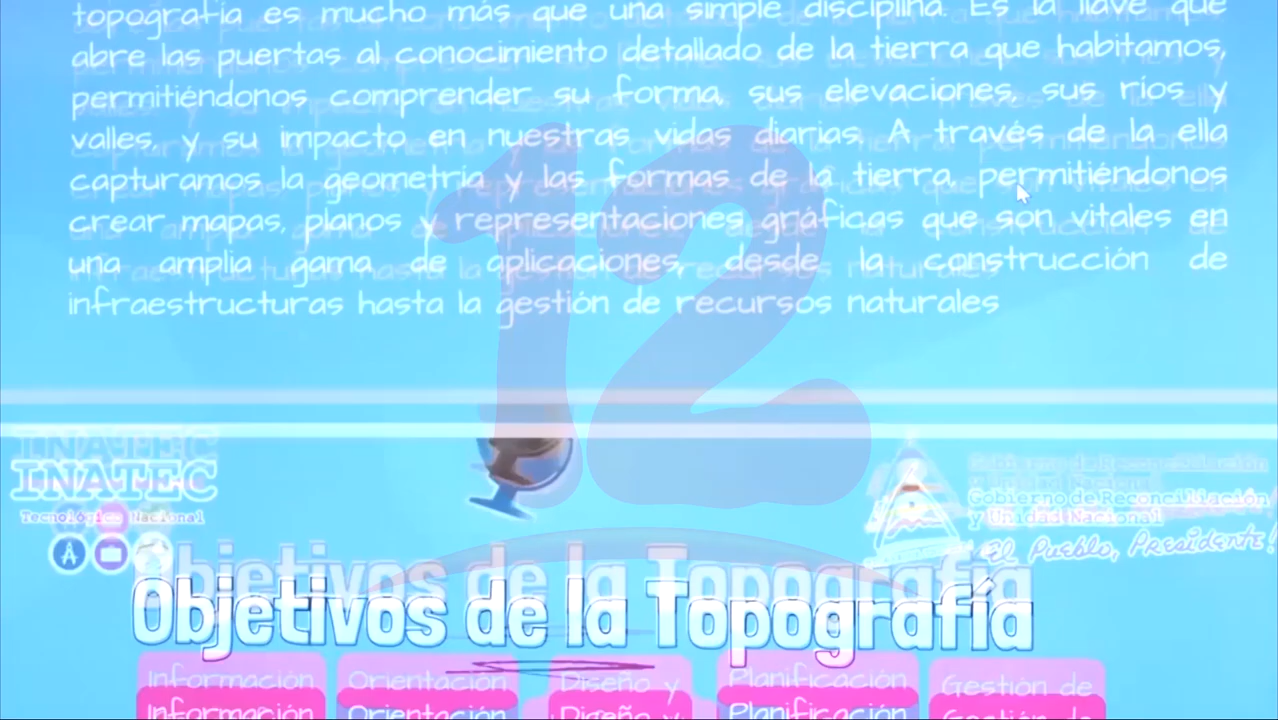 topografía es mucho más que una simple disciplina. Es la llave que
abre las puertas al conocimiento detallado de la tierra que habitamos,
permitiéndonos comprender su forma, sus elevaciones, sus ríos y
valles, y su impacto en nuestras vidas diarias. A través de la ella
capturamos la geometría y las formas de la tierra, permitiéndonos
crear mapas, planos y representaciones gráficas que son vitales en
una amplia gama de aplicaciones, desde la construcción de
infraestructuras hasta la gestión de recursos naturales
12
INATEC
Tecnológico Nacional
Gobierno de Reconciliación
y Unidad Nacional
El Pueblo, Presidente!
Objetivos de la Topografía
Información
Orientación
Diseño y
Planificación
Gestión de